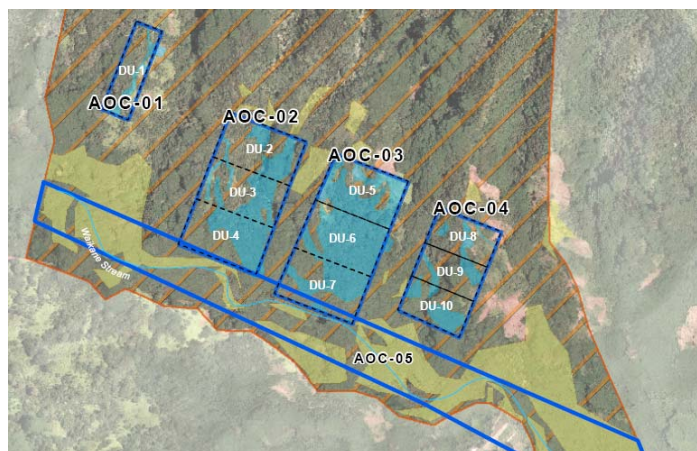 DU-1
AOC-01
AOC-02
DU-2
DU-3
DU-4
AOC-03
DU-5
DU-6
DU-7
AOC-04
DU-8
DU-9
DU-10
Waikane Stream
AOC-05